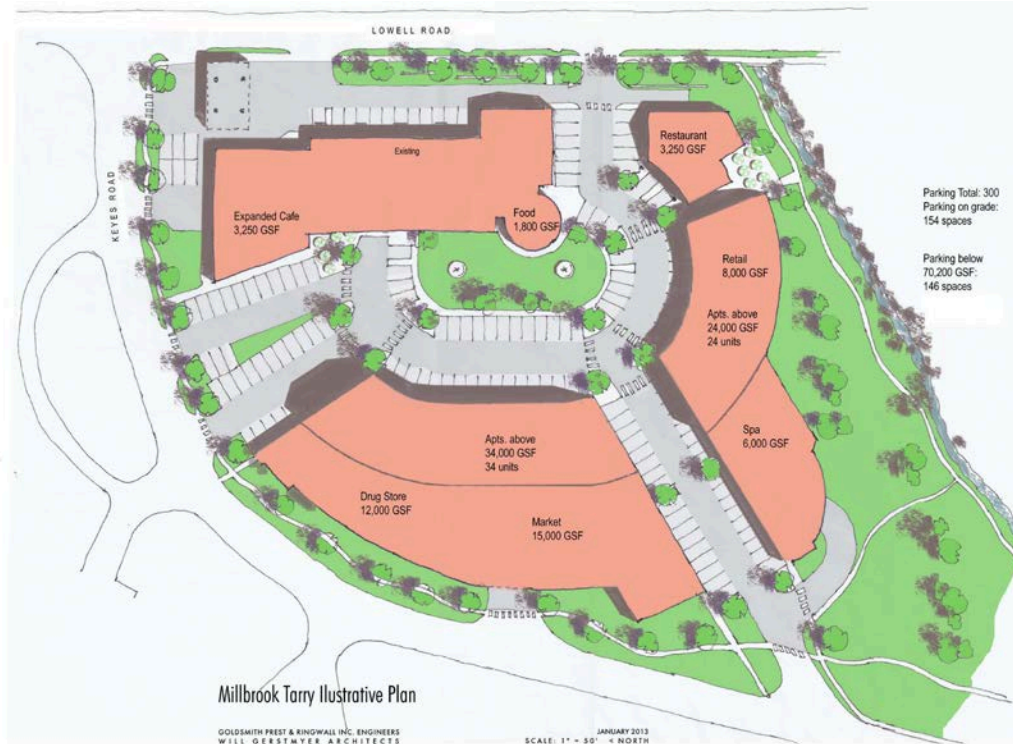 LOWELL ROAD
KEYES ROAD
Existing
Expanded Cafe
3,250 GSF
Food
1,800 GSF
Restaurant
3,250 GSF
Retail
8,000 GSF
Apts. above
24,000 GSF
24 units
Spa
6,000 GSF
Parking Total: 300
Parking on grade:
154 spaces
Parking below
70,200 GSF:
146 spaces
Apts. above
34,000 GSF
34 units
Drug Store
12,000 GSF
Market
15,000 GSF
Millbrook Tarry Ilustrative Plan
GOLDSMITH PREST & RINGWALL INC. ENGINEERS
WILL GERSTMYER ARCHITECTS
JANUARY 2013
SCALE: 1" = 50' < NORTH